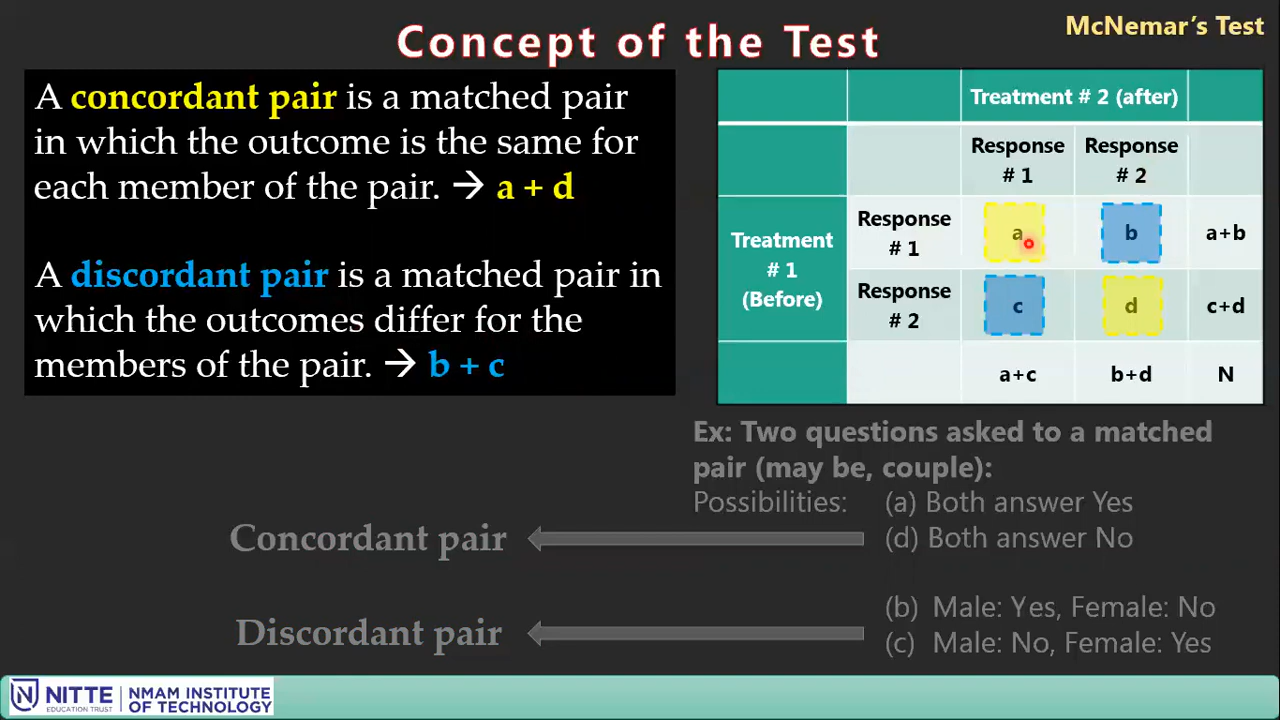 McNemar's Test
Concept of the Test
A concordant pair is a matched pair
in which the outcome is the same for
each member of the pair. → a + d
A discordant pair is a matched pair in
which the outcomes differ for the
members of the pair. → b + c
Treatment # 2 (after)
Response Response
# 1 # 2
Treatment
# 1
(Before)
Response
# 1
a b a+b
Response
# 2
c d c+d
a+c b+d N
Ex: Two questions asked to a matched
pair (may be, couple):
Possibilities: (a) Both answer Yes
Concordant pair (d) Both answer No
(b) Male: Yes, Female: No
Discordant pair (c) Male: No, Female: Yes
NITTE
EDUCATION TRUST
NMAM INSTITUTE
OF TECHNOLOGY